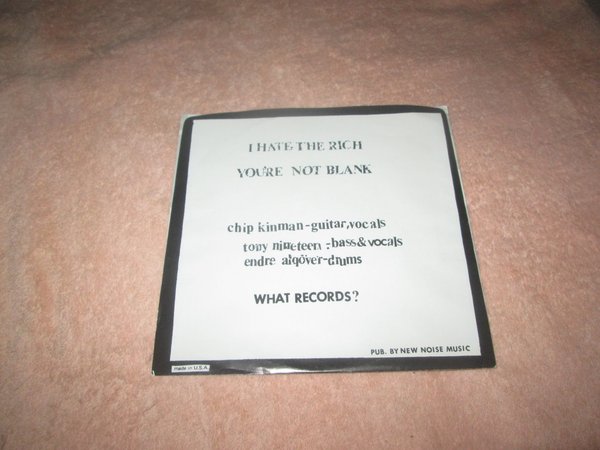 I HATE THE RICH
YOU'RE NOT BLANK
chip kinman-guitar,vocals
tony nineteen -bass&vocals
endre alqover-drums
WHAT RECORDS?
PUB. BY NEW NOISE MUSIC
made in U.S.A.